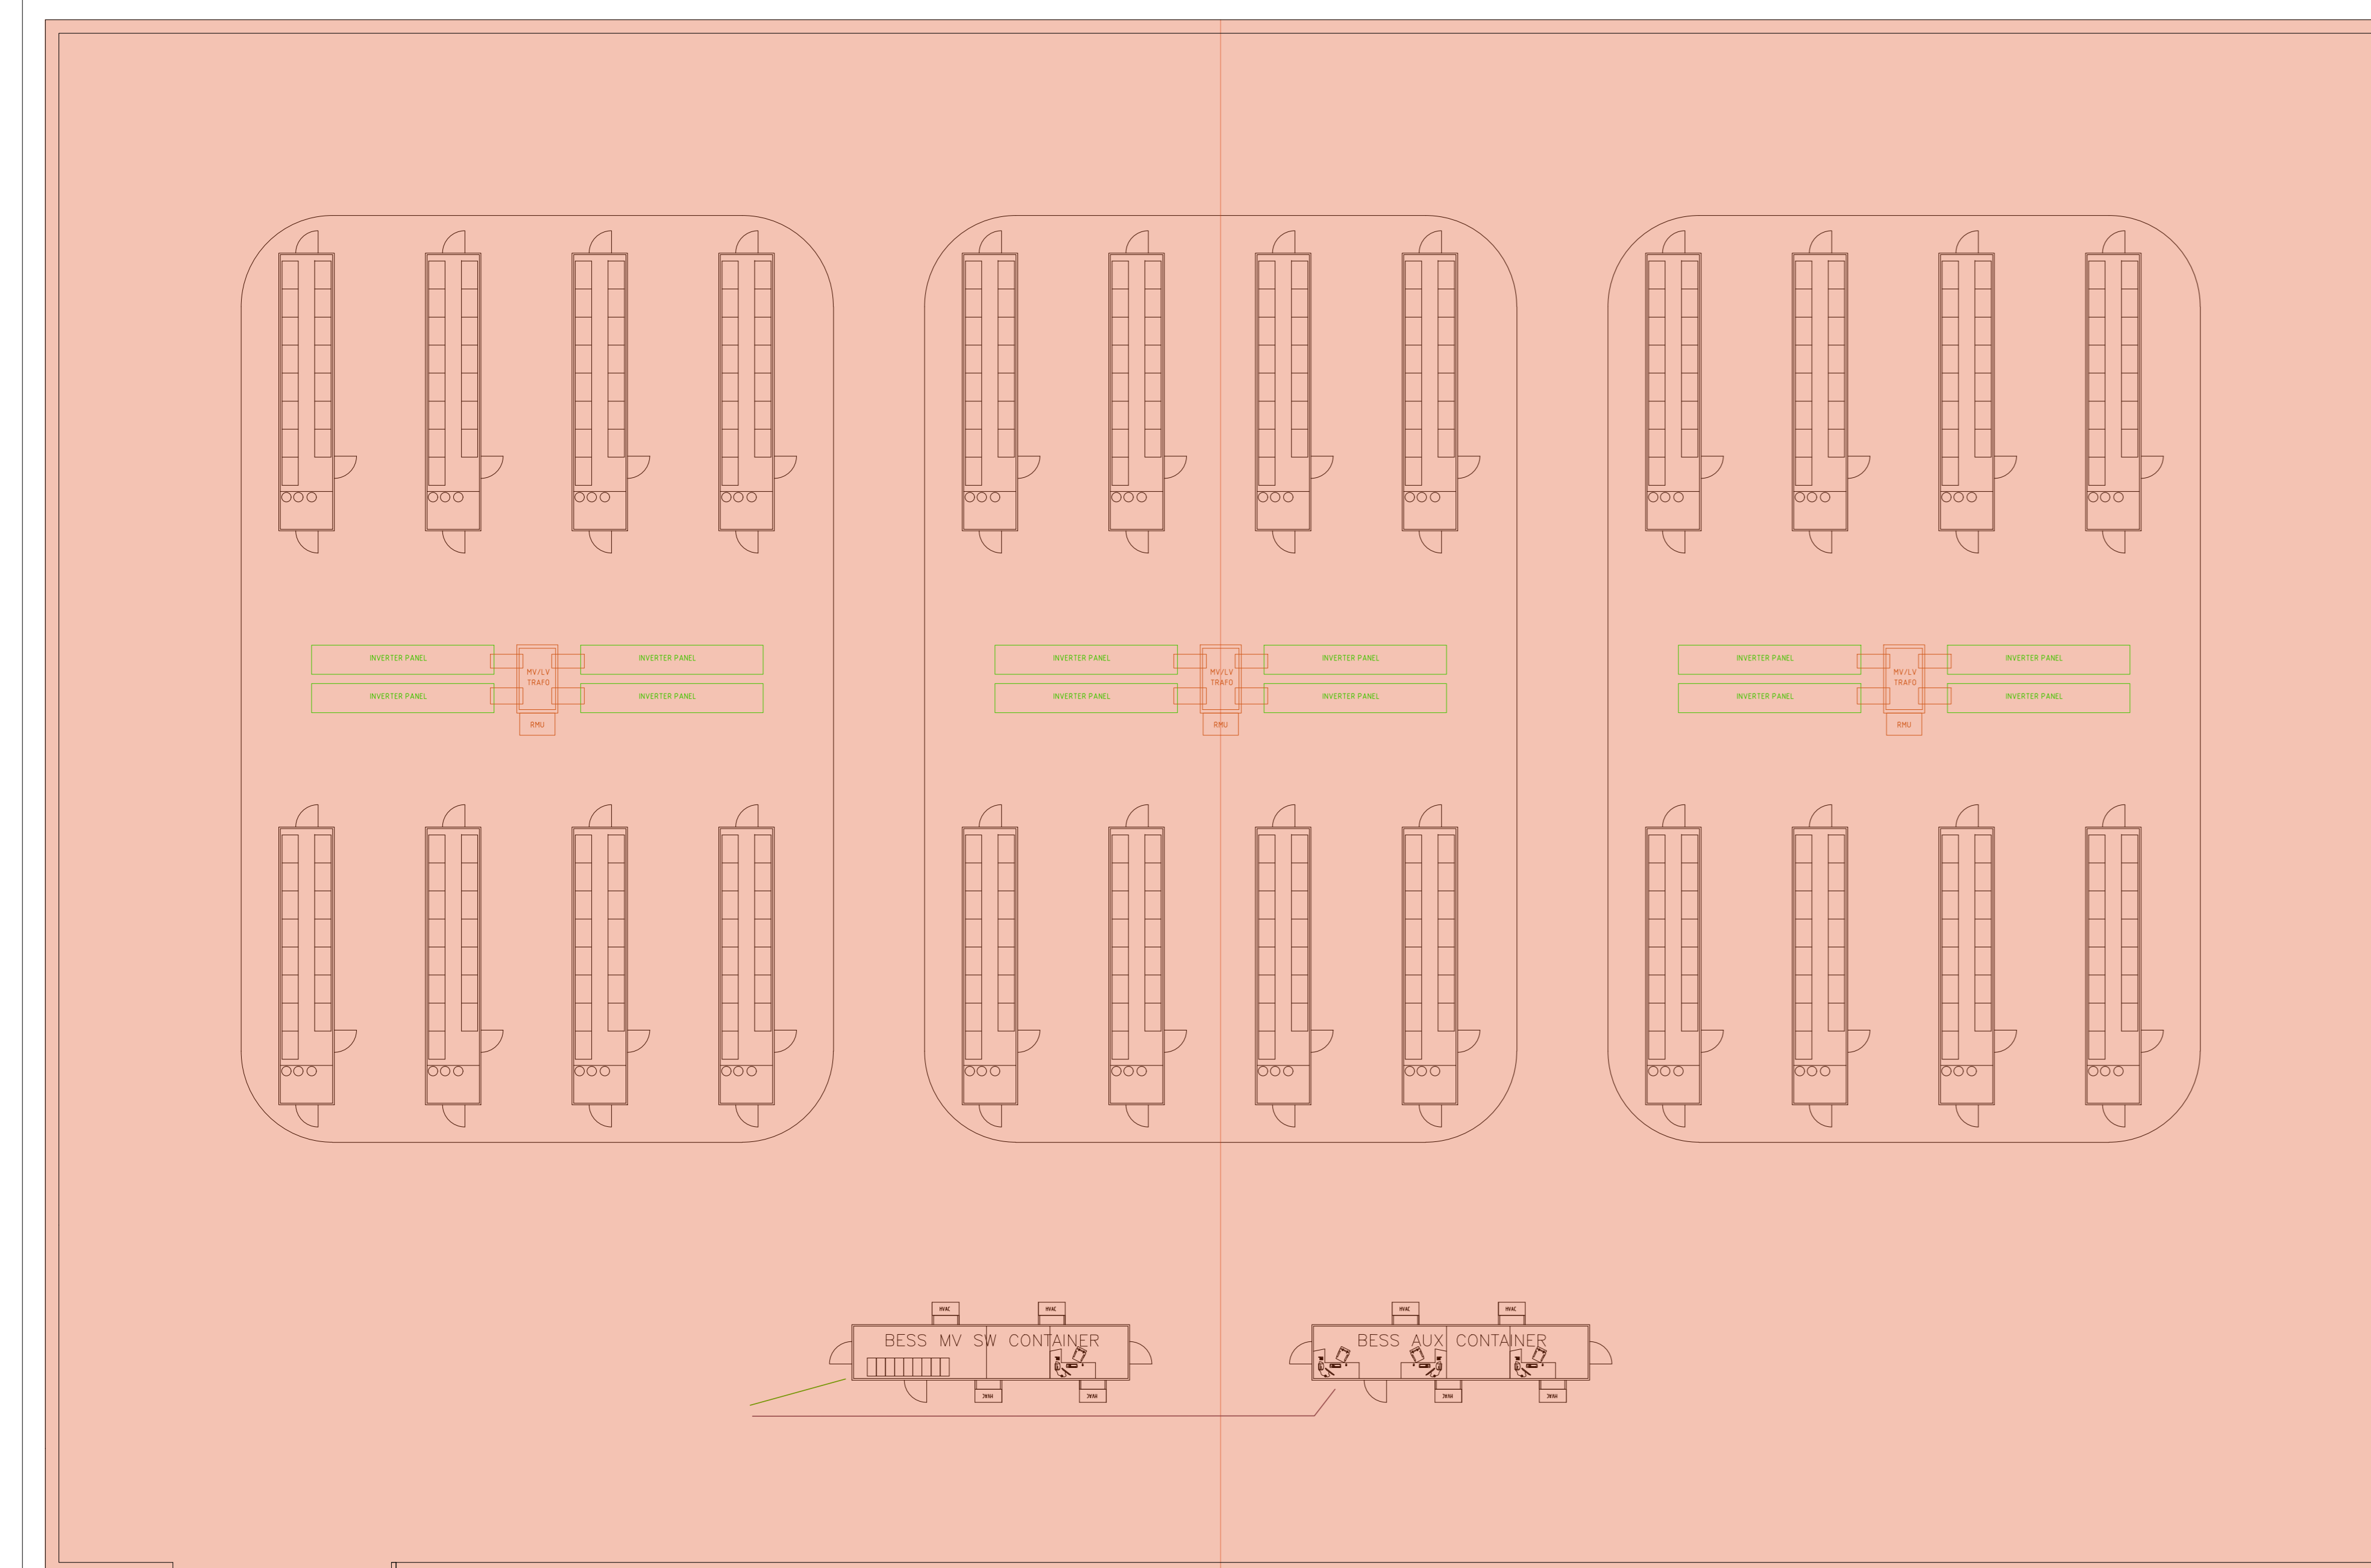 INVERTER PANEL INVERTER PANEL INVERTER PANEL INVERTER PANEL INVERTER PANEL INVERTER PANEL
MV/LV MV/LV MV/LV
TRAFO TRAFO TRAFO
INVERTER PANEL INVERTER PANEL INVERTER PANEL INVERTER PANEL INVERTER PANEL INVERTER PANEL
RMU RMU RMU
HVAC HVAC HVAC HVAC
BESS MV SW CONTAINER BESS AUX CONTAINER
HVAC HVAC HVAC HVAC